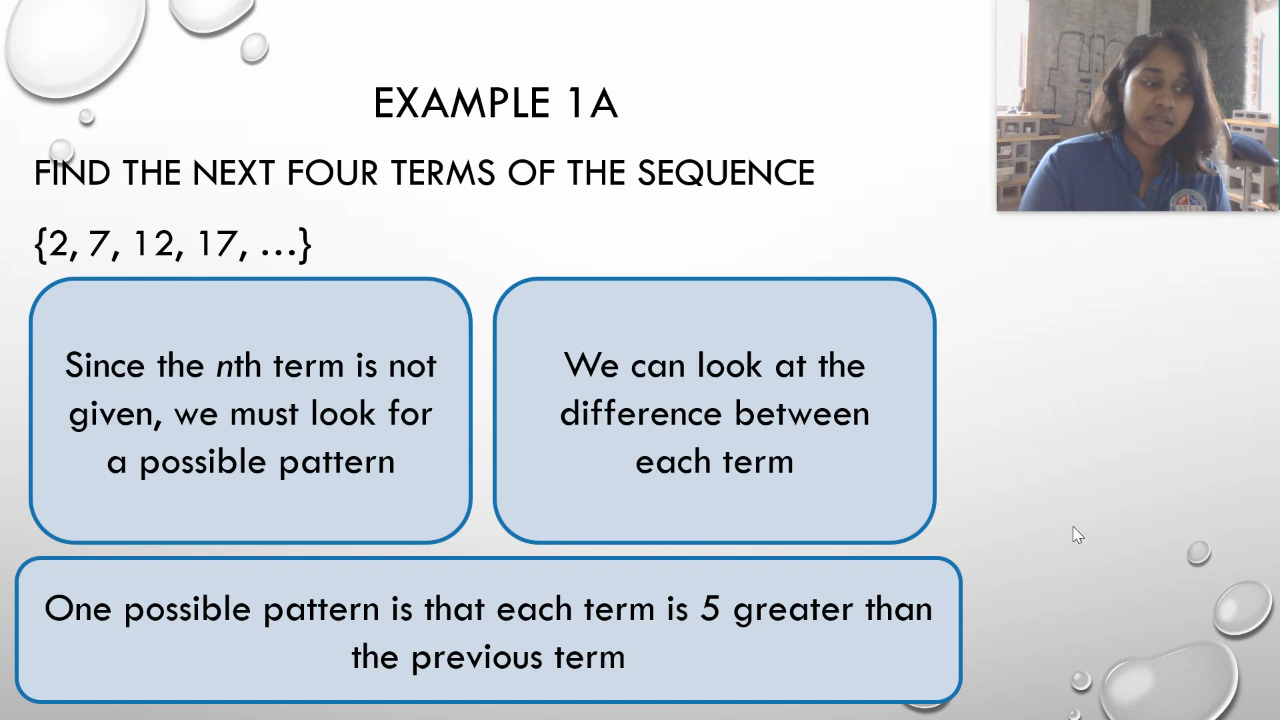 EXAMPLE 1A
FIND THE NEXT FOUR TERMS OF THE SEQUENCE
{2, 7, 12, 17, …}
Since the nth term is not
given, we must look for
a possible pattern
We can look at the
difference between
each term
One possible pattern is that each term is 5 greater than
the previous term
STEM